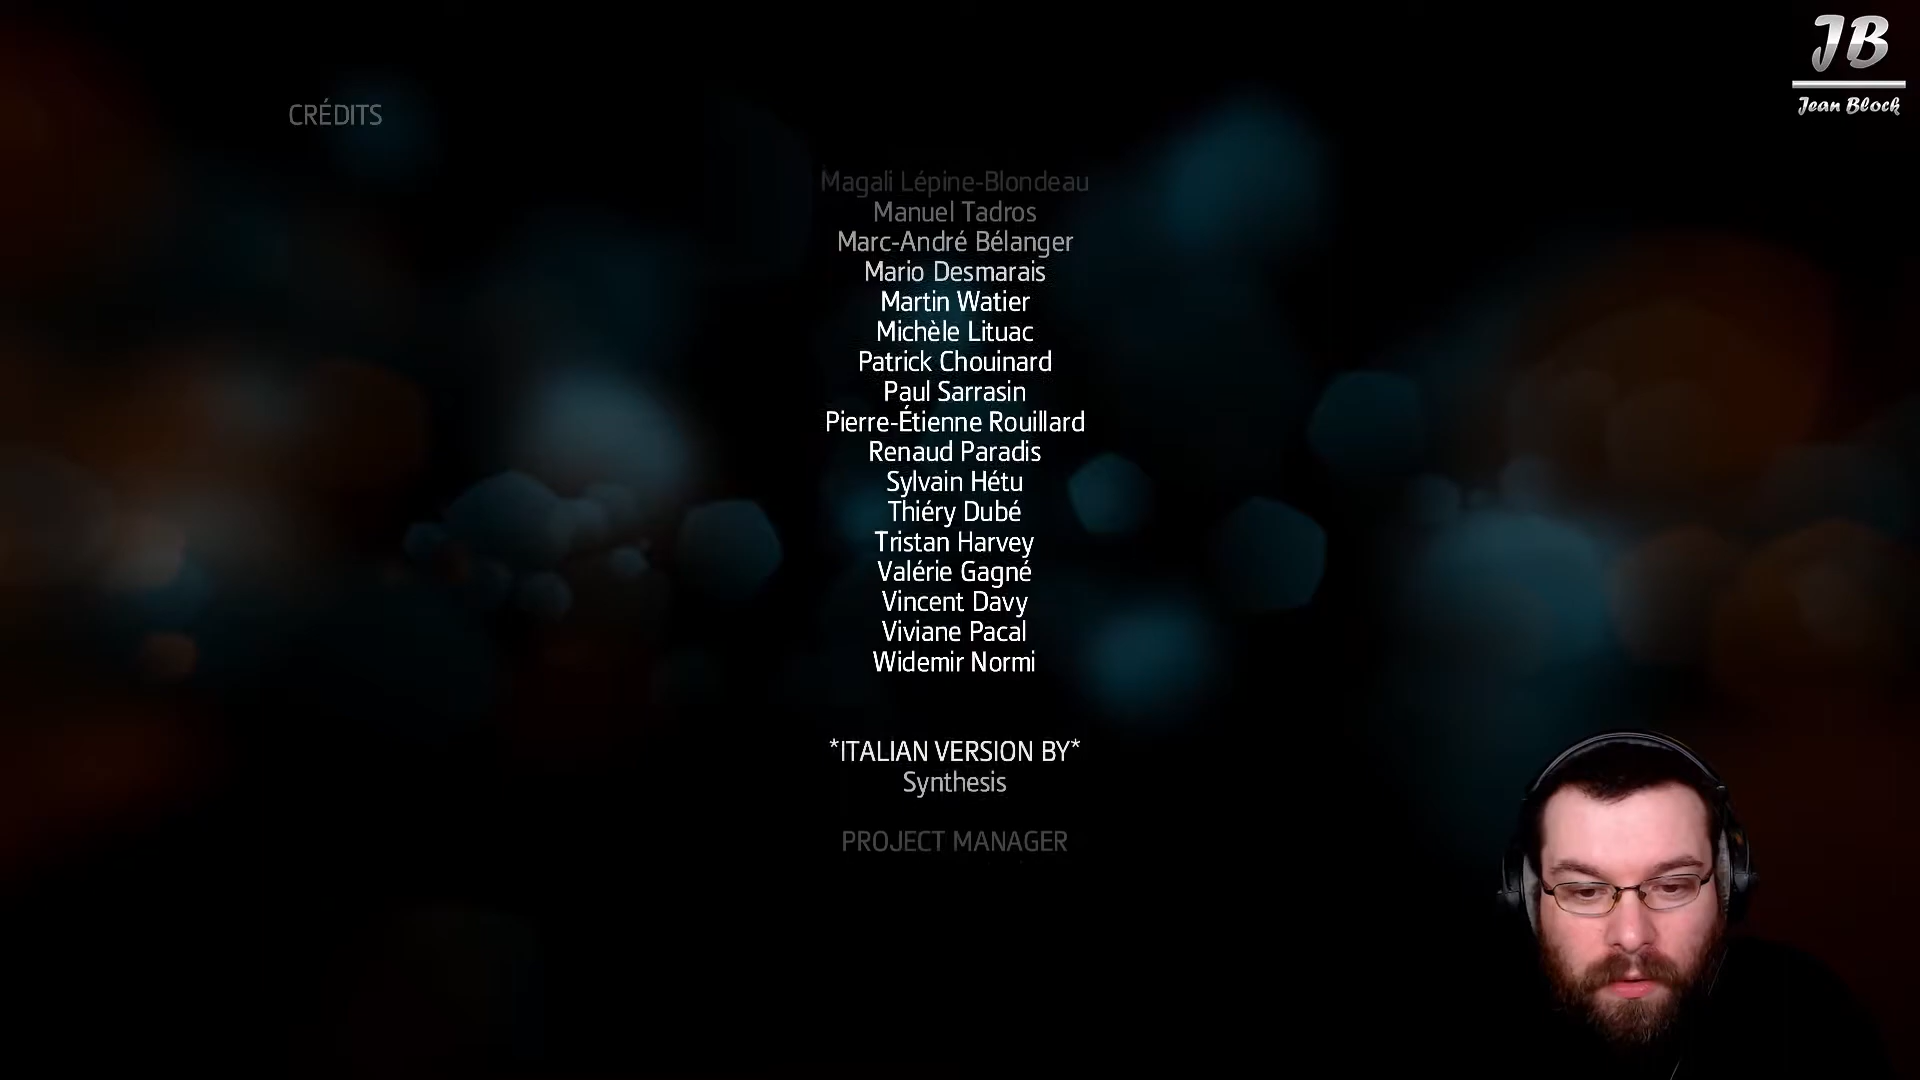 JB
Jean Block
CRÉDITS
Magali Lépine-Blondeau
Manuel Tadros
Marc-André Bélanger
Mario Desmarais
Martin Watier
Michèle Lituac
Patrick Chouinard
Paul Sarrasin
Pierre-Étienne Rouillard
Renaud Paradis
Sylvain Hétu
Thiéry Dubé
Tristan Harvey
Valérie Gagné
Vincent Davy
Viviane Pacal
Widemir Normi
*ITALIAN VERSION BY*
Synthesis
PROJECT MANAGER